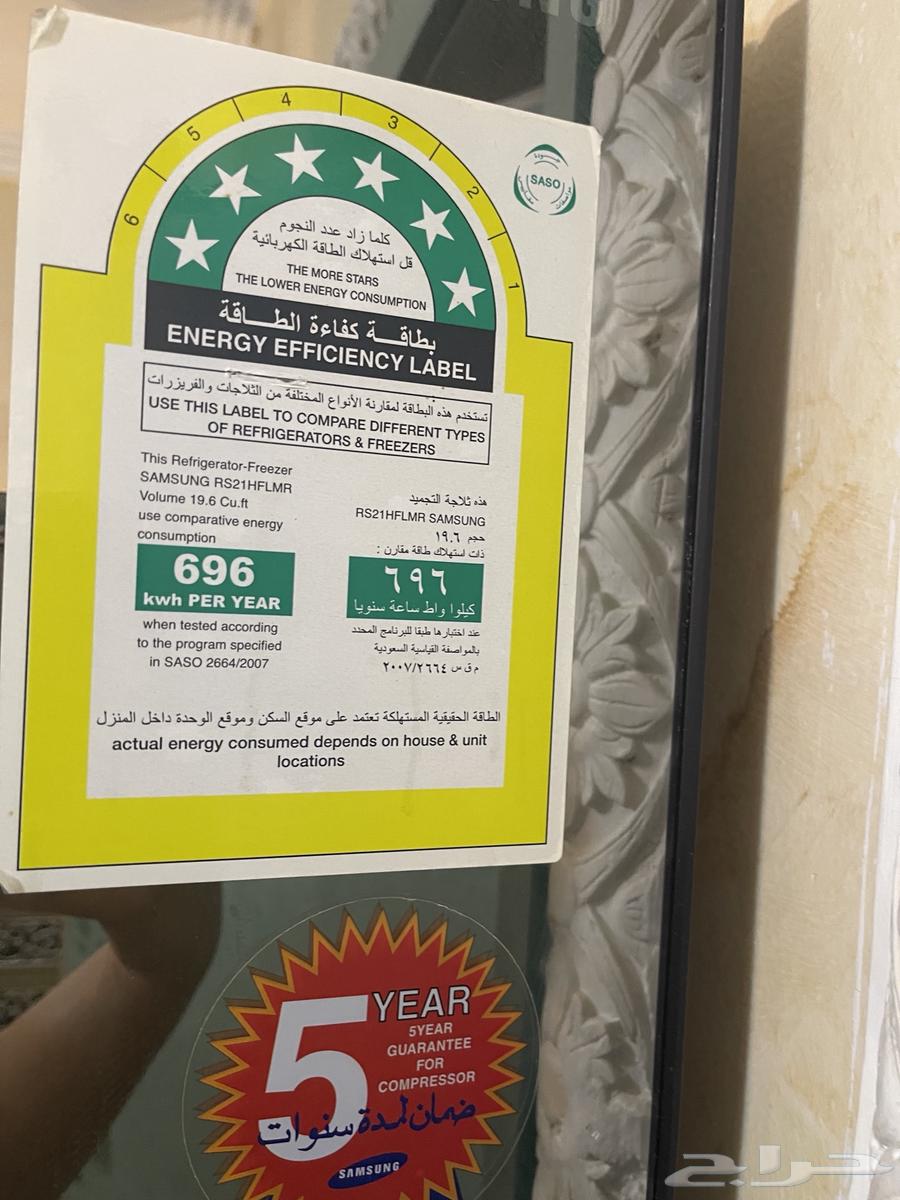 6
5
4
3
2
1
جودة
SASO
كلما زاد عدد النجوم
قل استهلاك الطاقة الكهربائية
THE MORE STARS
THE LOWER ENERGY CONSUMPTION
بطاقـــة كفاءة الطـــاقة
ENERGY EFFICIENCY LABEL
تستخدم هذه البطاقة لمقارنة الأنواع المختلفة من الثلاجات والفريزرات
USE THIS LABEL TO COMPARE DIFFERENT TYPES
OF REFRIGERATORS & FREEZERS
This Refrigerator-Freezer
SAMSUNG RS21HFLMR
Volume 19.6 Cu.ft
use comparative energy
consumption
696
kwh PER YEAR
when tested according
to the program specified
in SASO 2664/2007
هذه ثلاجة التجميد
RS21HFLMR SAMSUNG
حجم ١٩.٦
ذات استهلاك طاقة مقارن :
٦٩٦
كيلوا واط ساعة سنويا
عند اختبارها طبقا للبرنامج المحدد
بالمواصفة القياسية السعودية
م ق س ٢٠٠٧/٢٦٦٤
الطاقة الحقيقية المستهلكة تعتمد على موقع السكن وموقع الوحدة داخل المنزل
actual energy consumed depends on house & unit
locations
5 YEAR
5YEAR
GUARANTEE
FOR
COMPRESSOR
ضمان لمدة سنوات
SAMSUNG
حراج